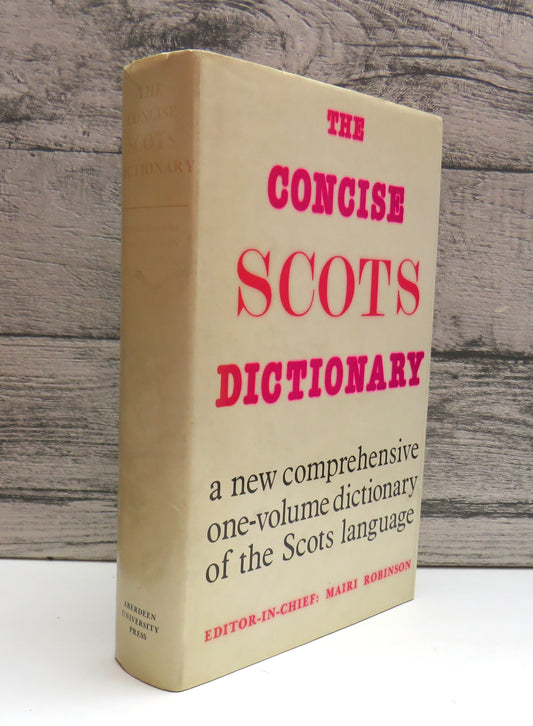 THE
CONCISE
SCOTS
DICTIONARY
ABERDEEN
UNIVERSITY
PRESS
THE
CONCISE
SCOTS
DICTIONARY
a new comprehensive
one-volume dictionary
of the Scots language
EDITOR-IN-CHIEF: MAIRI ROBINSON